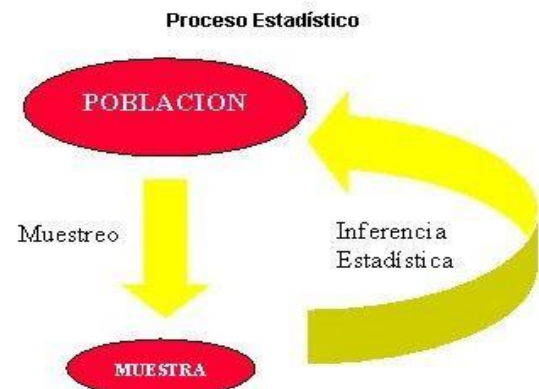 Proceso Estadístico
POBLACION
Muestreo
Inferencia
Estadística
MUESTRA